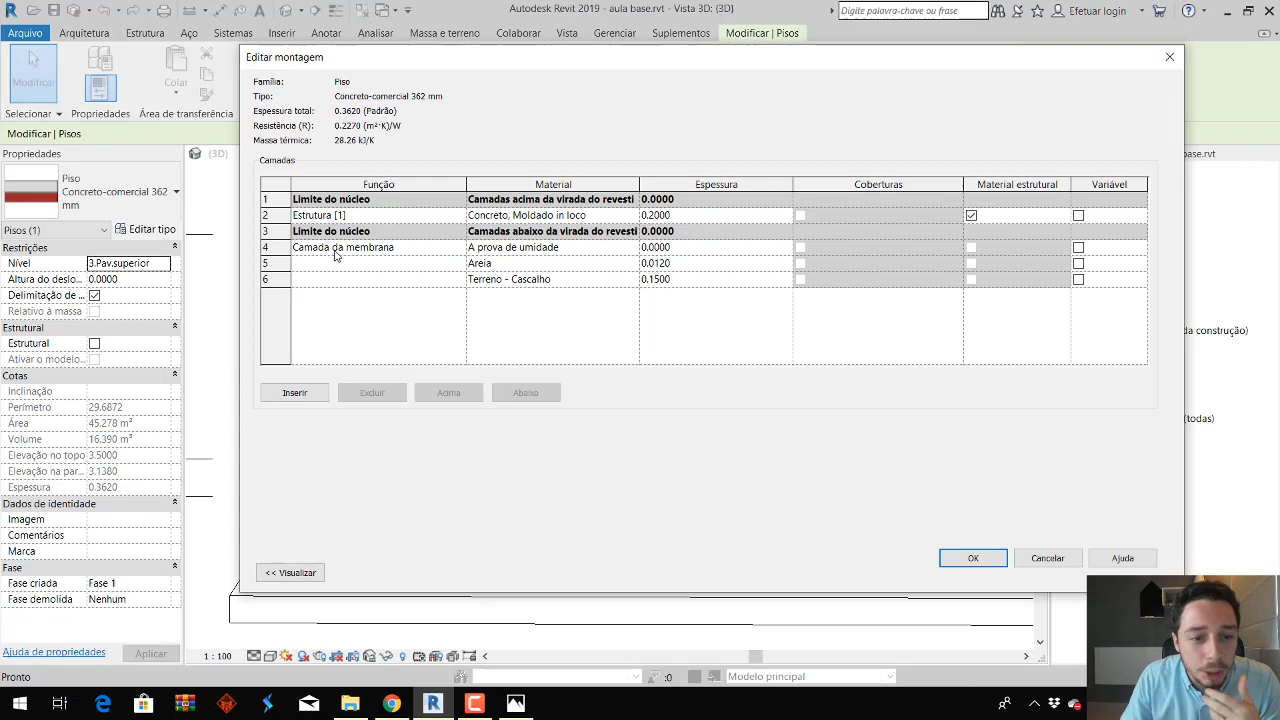 Autodesk Revit 2019 - aula base.rvt - Vista 3D: {3D}
Digite palavra-chave ou frase
Efetuar login
Arquivo Arquitetura Estrutura Aço Sistemas Inserir Anotar Analisar Massa e terreno Colaborar Vista Gerenciar Suplementos Modificar | Pisos
Modificar
Colar
Selecionar Propriedades Área de transferência
Modificar | Pisos
Propriedades
(3D)
base.rvt
Piso
Concreto-comercial 362
mm
Pisos (1)
Editar tipo
Restrições
Nível 3.Pav.superior
Altura do deslo... 0.0000
Delimitação de ...
Relativo à massa
Estrutural
Estrutural
Ativar o modelo...
Cotas
Inclinação
Perímetro 29.6872
Área 45.278 m²
Volume 16.390 m³
Elevação no topo 3.5000
Elevação na par... 3.1380
Espessura 0.3620
Dados de identidade
Imagem
Comentários
Marca
Fase
Fase criada Fase 1
Fase demolida Nenhum
Ajuda de propriedades
Aplicar
Editar montagem
Família: Piso
Tipo: Concreto-comercial 362 mm
Espessura total: 0.3620 (Padrão)
Resistência (R): 0.2270 (m²·K)/W
Massa térmica: 28.26 kJ/K
Camadas
Função Material Espessura Coberturas Material estrutural Variável
1 Limite do núcleo Camadas acima da virada do revesti 0.0000
2 Estrutura [1] Concreto, Moldado in loco 0.2000
3 Limite do núcleo Camadas abaixo da virada do revesti 0.0000
4 Camada da membrana A prova de umidade 0.0000
5 Areia 0.0120
6 Terreno - Cascalho 0.1500
Inserir Excluir Acima Abaixo
<< Visualizar
OK Cancelar Ajuda
da construção)
(todas)
1 : 100
Pronto
:0
Modelo principal